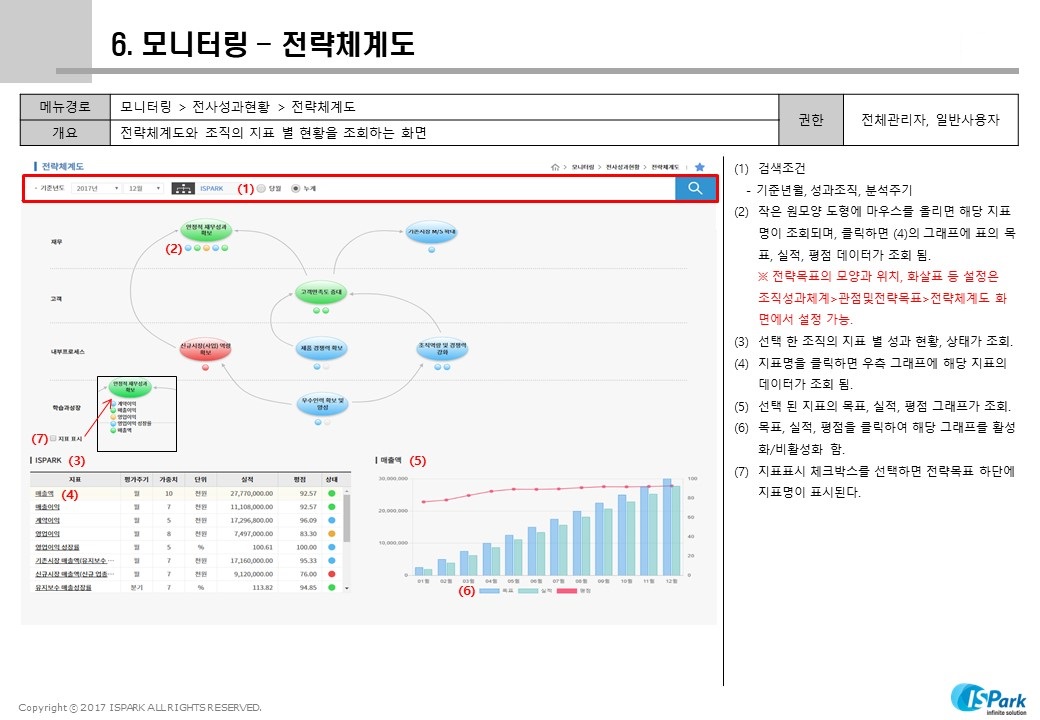 6. 모니터링 – 전략체계도
메뉴경로
모니터링 > 전사성과현황 > 전략체계도
개요
전략체계도와 조직의 지표 별 현황을 조회하는 화면
권한
전체관리자, 일반사용자
전략체계도
모니터링 > 전사성과현황 > 전략체계도
기준년도 2017년 12월 ISPARK (1) 당월 누계
재무
안정적 재무성과
확보
(2)
기존시장 M/S 확대
고객
고객만족도 증대
내부프로세스
신규시장(사업) 역량
확보
제품 경쟁력 확보
조직역량 및 경쟁력
강화
학습과성장
안정적 재무성과
확보
계약이익
매출이익
영업이익
영업이익 성장률
매출액
우수인력 확보 및
양성
(7) 지표 표시
ISPARK (3)
지표 평가주기 가중치 단위 실적 평점 상태
매출액 (4) 월 10 천원 27,770,000.00 92.57
매출이익 월 7 천원 11,108,000.00 92.57
계약이익 월 5 천원 17,296,800.00 96.09
영업이익 월 8 천원 7,497,000.00 83.30
영업이익 성장률 월 5 % 100.61 100.00
기존시장 매출액(유지보수 ... 월 7 천원 17,160,000.00 95.33
신규시장 매출액(신규 업종... 월 7 천원 9,120,000.00 76.00
유지보수 매출성장률 분기 7 % 113.82 94.85
매출액 (5)
30,000,000
20,000,000
10,000,000
0
100
80
60
40
20
0
01월 02월 03월 04월 05월 06월 07월 08월 09월 10월 11월 12월
(6) 목표 실적 평점
(1) 검색조건
- 기준년월, 성과조직, 분석주기
(2) 작은 원모양 도형에 마우스를 올리면 해당 지표
명이 조회되며, 클릭하면 (4)의 그래프에 표의 목
표, 실적, 평점 데이터가 조회 됨.
※ 전략목표의 모양과 위치, 화살표 등 설정은
조직성과체계>관점및전략목표>전략체계도 화
면에서 설정 가능.
(3) 선택 한 조직의 지표 별 성과 현황, 상태가 조회.
(4) 지표명을 클릭하면 우측 그래프에 해당 지표의
데이터가 조회 됨.
(5) 선택 된 지표의 목표, 실적, 평점 그래프가 조회.
(6) 목표, 실적, 평점을 클릭하여 해당 그래프를 활성
화/비활성화 함.
(7) 지표표시 체크박스를 선택하면 전략목표 하단에
지표명이 표시된다.
Copyright ⓒ 2017 ISPARK ALL RIGHTS RESERVED.
ISPark
infinite solution